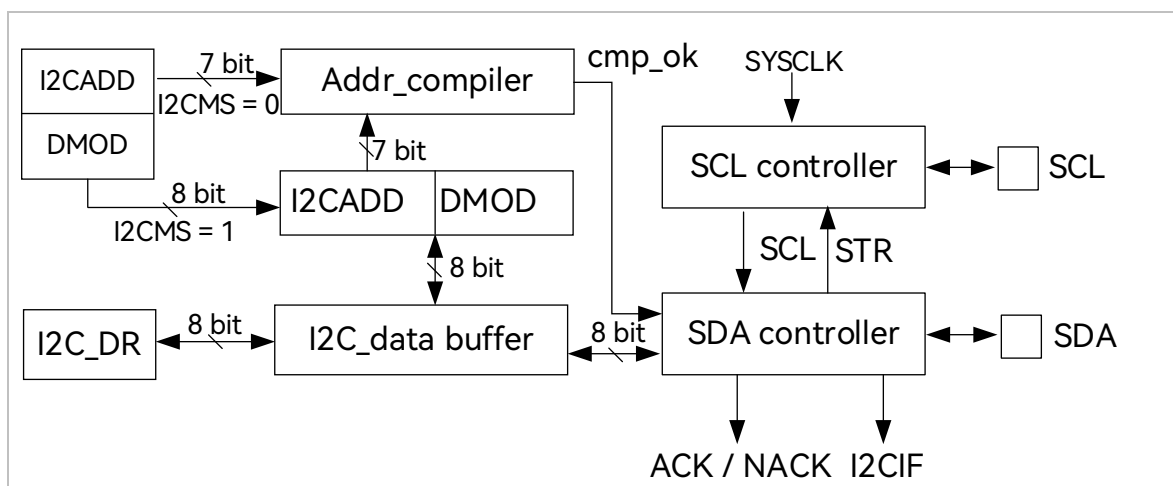 cmp_ok
SYSCLK
I2CADD
7 bit
Addr_compiler
I2CMS = 0
DMOD
7 bit
SCL controller
SCL
8 bit
I2CADD
DMOD
I2CMS = 1
SCL
STR
8 bit
I2C_DR
8 bit
I2C_data buffer
8 bit
SDA controller
SDA
ACK / NACK
I2CIF